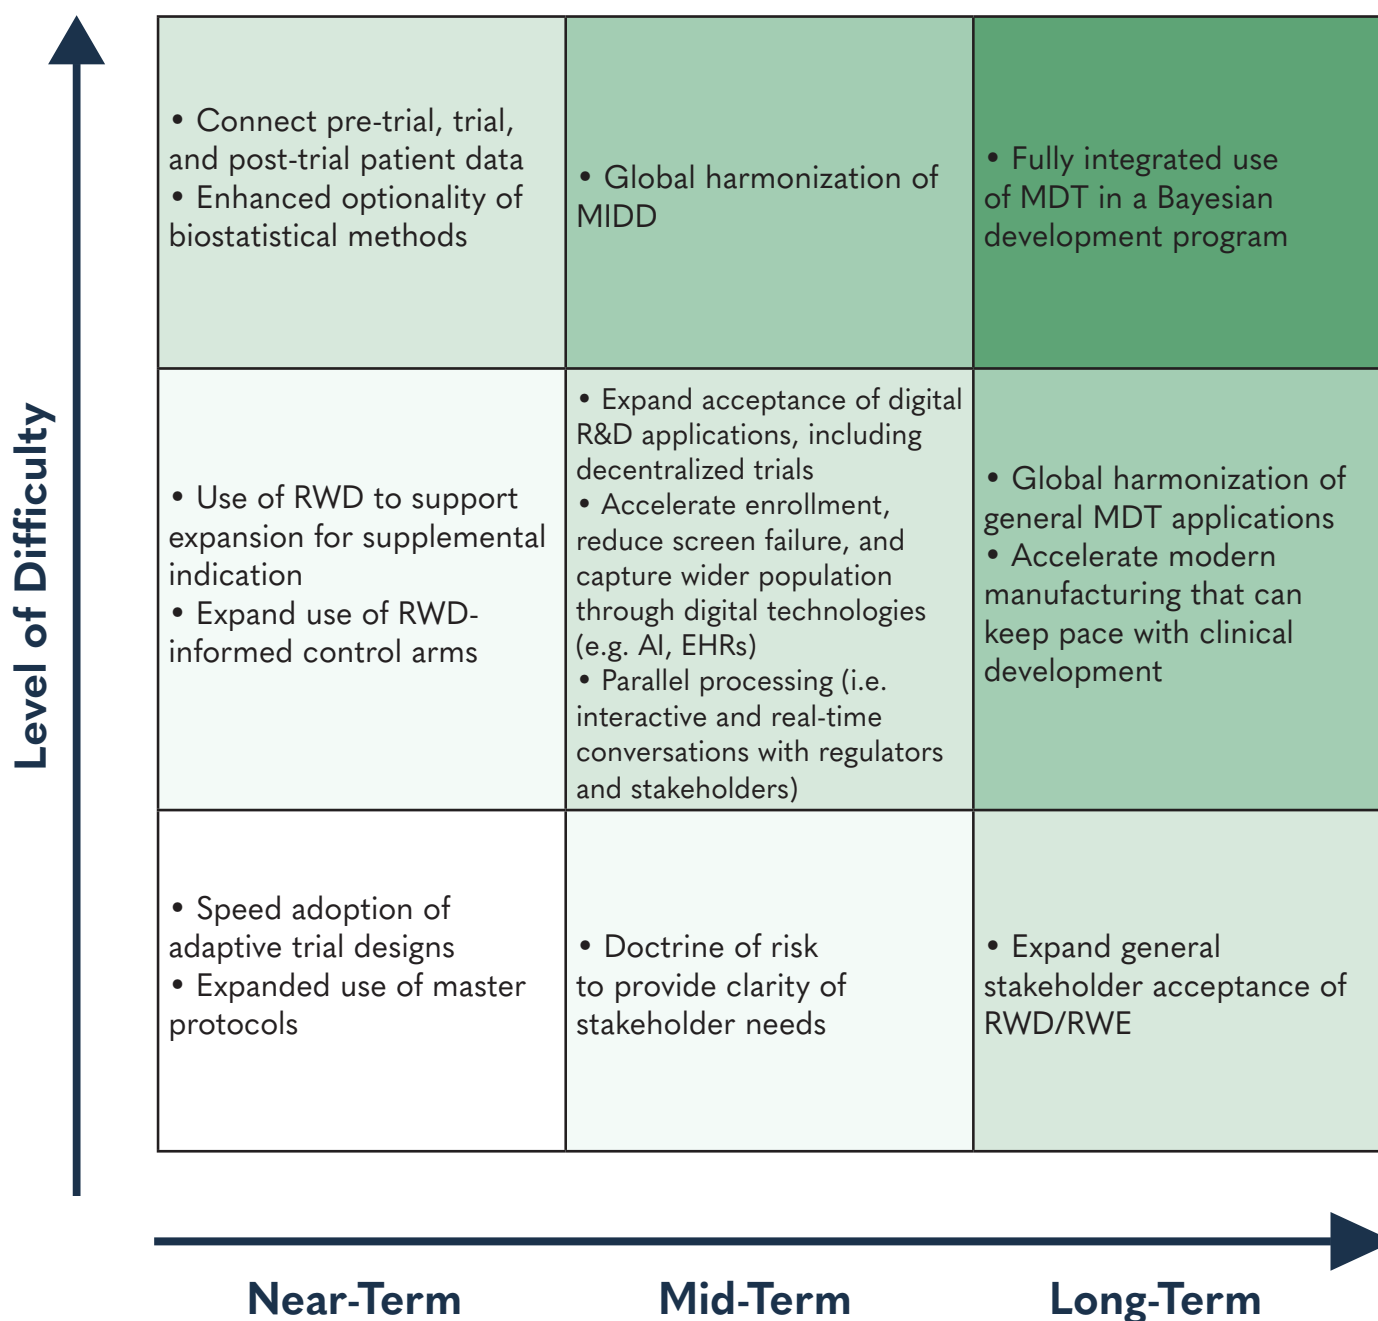 Level of Difficulty
• Connect pre-trial, trial,
and post-trial patient data
• Enhanced optionality of
biostatistical methods
• Global harmonization of
MIDD
• Fully integrated use
of MDT in a Bayesian
development program
• Use of RWD to support
expansion for supplemental
indication
• Expand use of RWD-
informed control arms
• Expand acceptance of digital
R&D applications, including
decentralized trials
• Accelerate enrollment,
reduce screen failure, and
capture wider population
through digital technologies
(e.g. AI, EHRs)
• Parallel processing (i.e.
interactive and real-time
conversations with regulators
and stakeholders)
• Global harmonization of
general MDT applications
• Accelerate modern
manufacturing that can
keep pace with clinical
development
• Speed adoption of
adaptive trial designs
• Expanded use of master
protocols
• Doctrine of risk
to provide clarity of
stakeholder needs
• Expand general
stakeholder acceptance of
RWD/RWE
Near-Term
Mid-Term
Long-Term